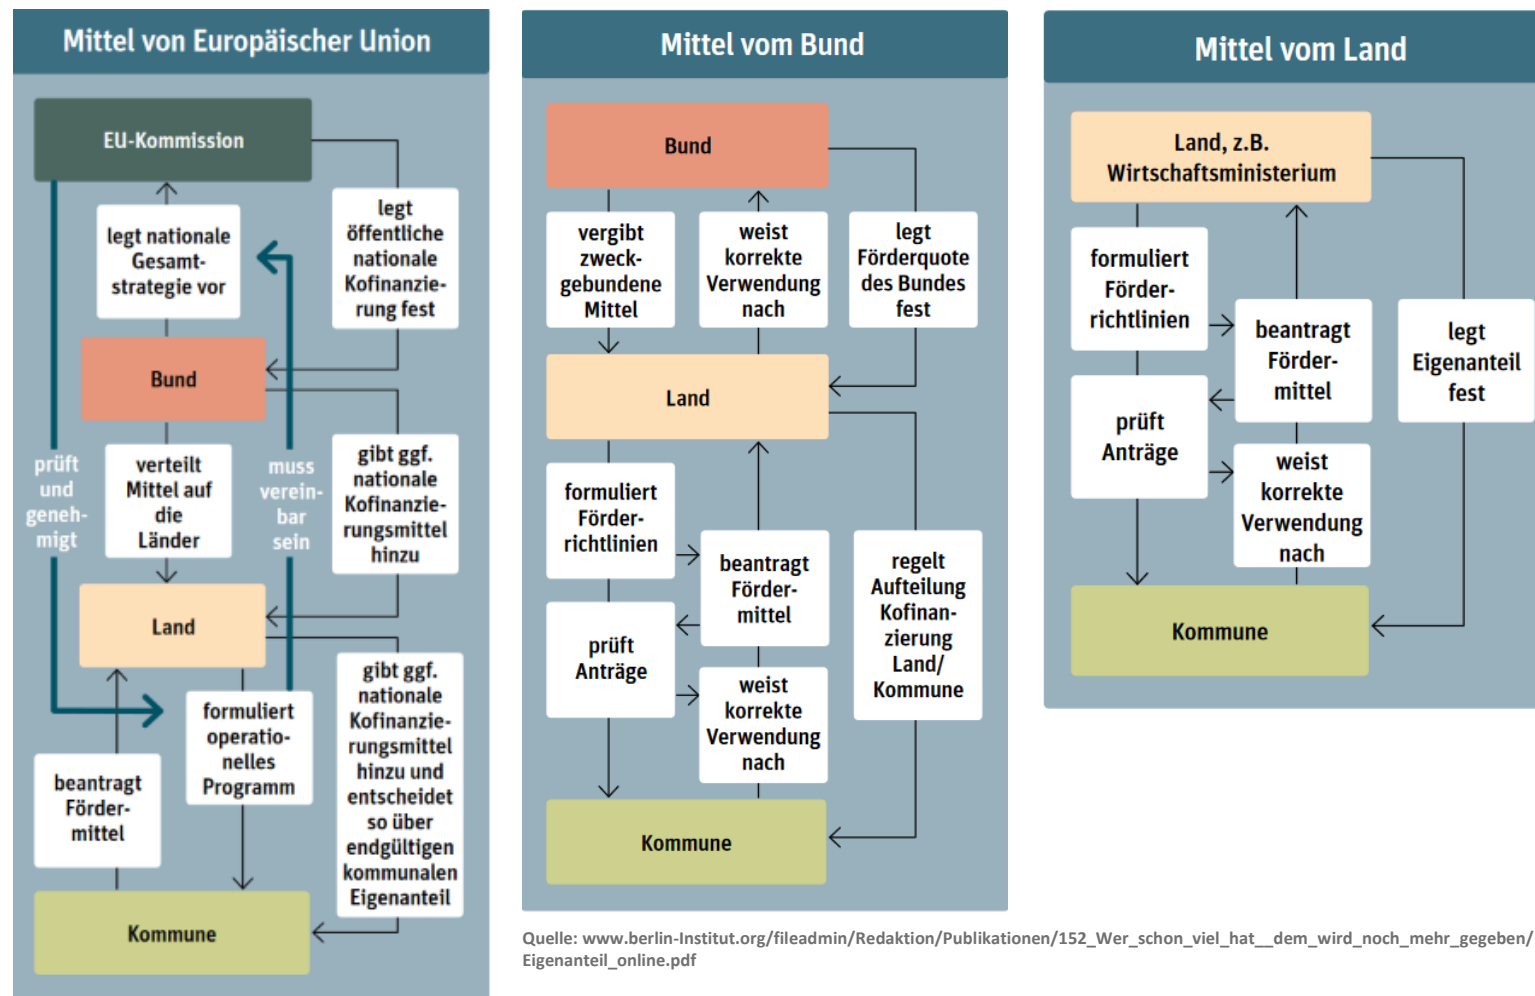 Mittel von Europäischer Union
EU-Kommission
legt nationale
Gesamt-
strategie vor
legt
öffentliche
nationale
Kofinanzie-
rung fest
Bund
prüft
und
geneh-
migt
verteilt
Mittel auf
die
Länder
muss
verein-
bar
sein
gibt ggf.
nationale
Kofinanzie-
rungsmittel
hinzu
Land
beantragt
Förder-
mittel
formuliert
operatio-
nelles
Programm
gibt ggf.
nationale
Kofinanzie-
rungsmittel
hinzu und
entscheidet
so über
endgültigen
kommunalen
Eigenanteil
Kommune
Mittel vom Bund
Bund
vergibt
zweck-
gebundene
Mittel
weist
korrekte
Verwendung
nach
legt
Förderquote
des Bundes
fest
Land
formuliert
Förder-
richtlinien
beantragt
Förder-
mittel
prüft
Anträge
weist
korrekte
Verwendung
nach
regelt
Aufteilung
Kofinan-
zierung
Land/
Kommune
Kommune
Mittel vom Land
Land, z.B.
Wirtschaftsministerium
formuliert
Förder-
richtlinien
beantragt
Förder-
mittel
legt
Eigenanteil
fest
prüft
Anträge
weist
korrekte
Verwendung
nach
Kommune
Quelle: www.berlin-Institut.org/fileadmin/Redaktion/Publikationen/152_Wer_schon_viel_hat__dem_wird_noch_mehr_gegeben/
Eigenanteil_online.pdf